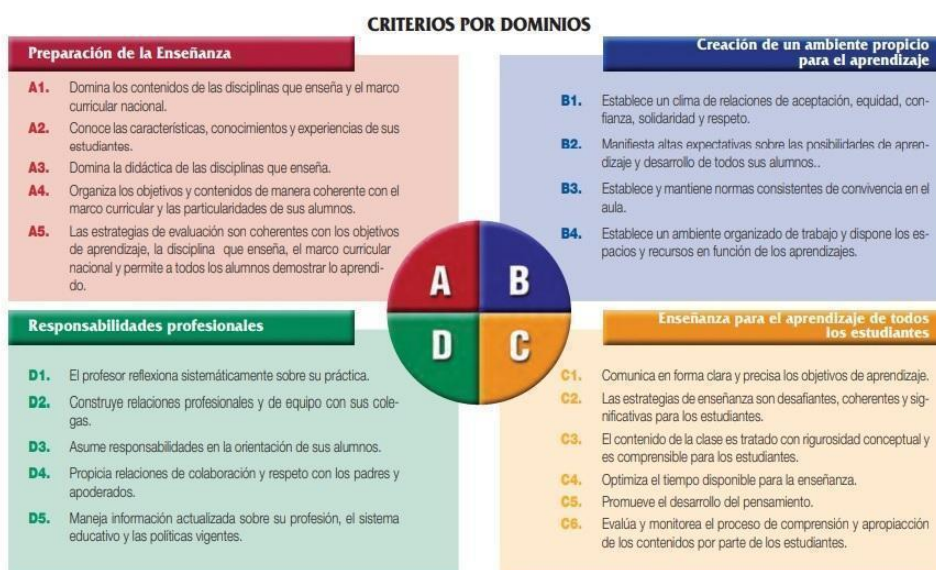 CRITERIOS POR DOMINIOS
Preparación de la Enseñanza
A1. Domina los contenidos de las disciplinas que enseña y el marco
curricular nacional.
A2. Conoce las características, conocimientos y experiencias de sus
estudiantes.
A3. Domina la didáctica de las disciplinas que enseña.
A4. Organiza los objetivos y contenidos de manera coherente con el
marco curricular y las particularidades de sus alumnos.
A5. Las estrategias de evaluación son coherentes con los objetivos
de aprendizaje, la disciplina que enseña, el marco curricular
nacional y permite a todos los alumnos demostrar lo aprendi-
do.
Creación de un ambiente propicio
para el aprendizaje
B1. Establece un clima de relaciones de aceptación, equidad, con-
fianza, solidaridad y respeto.
B2. Manifiesta altas expectativas sobre las posibilidades de apren-
dizaje y desarrollo de todos sus alumnos..
B3. Establece y mantiene normas consistentes de convivencia en el
aula.
B4. Establece un ambiente organizado de trabajo y dispone los es-
pacios y recursos en función de los aprendizajes.
A B
D C
Responsabilidades profesionales
D1. El profesor reflexiona sistemáticamente sobre su práctica.
D2. Construye relaciones profesionales y de equipo con sus cole-
gas.
D3. Asume responsabilidades en la orientación de sus alumnos.
D4. Propicia relaciones de colaboración y respeto con los padres y
apoderados.
D5. Maneja información actualizada sobre su profesión, el sistema
educativo y las políticas vigentes.
Enseñanza para el aprendizaje de todos
los estudiantes
C1. Comunica en forma clara y precisa los objetivos de aprendizaje.
C2. Las estrategias de enseñanza son desafiantes, coherentes y sig-
nificativas para los estudiantes.
C3. El contenido de la clase es tratado con rigurosidad conceptual y
es comprensible para los estudiantes.
C4. Optimiza el tiempo disponible para la enseñanza.
C5. Promueve el desarrollo del pensamiento.
C6. Evalúa y monitorea el proceso de comprensión y apropiacción
de los contenidos por parte de los estudiantes.